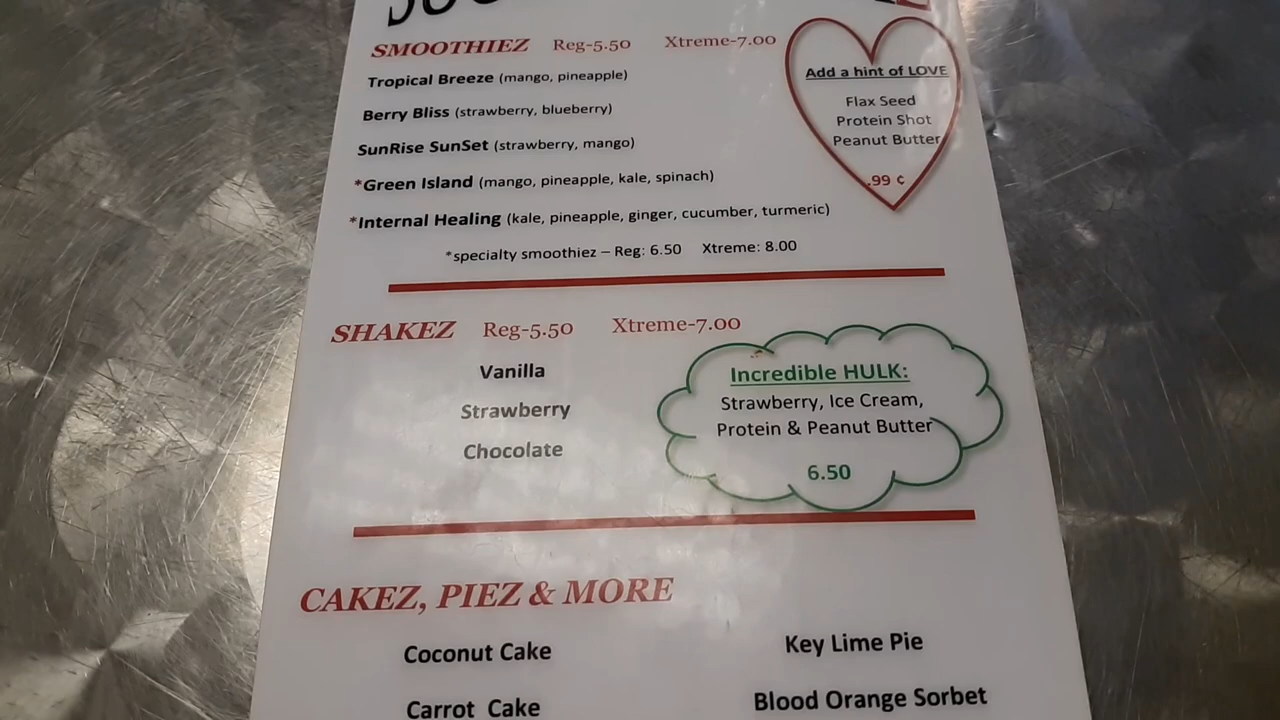 SMOOTHIEZ Reg-5.50 Xtreme-7.00
Tropical Breeze (mango, pineapple)
Berry Bliss (strawberry, blueberry)
SunRise SunSet (strawberry, mango)
*Green Island (mango, pineapple, kale, spinach)
*Internal Healing (kale, pineapple, ginger, cucumber, turmeric)
*specialty smoothiez – Reg: 6.50 Xtreme: 8.00
Add a hint of LOVE
Flax Seed
Protein Shot
Peanut Butter
.99 ¢
SHAKEZ Reg-5.50 Xtreme-7.00
Vanilla
Strawberry
Chocolate
Incredible HULK:
Strawberry, Ice Cream,
Protein & Peanut Butter
6.50
CAKEZ, PIEZ & MORE
Coconut Cake
Carrot Cake
Key Lime Pie
Blood Orange Sorbet